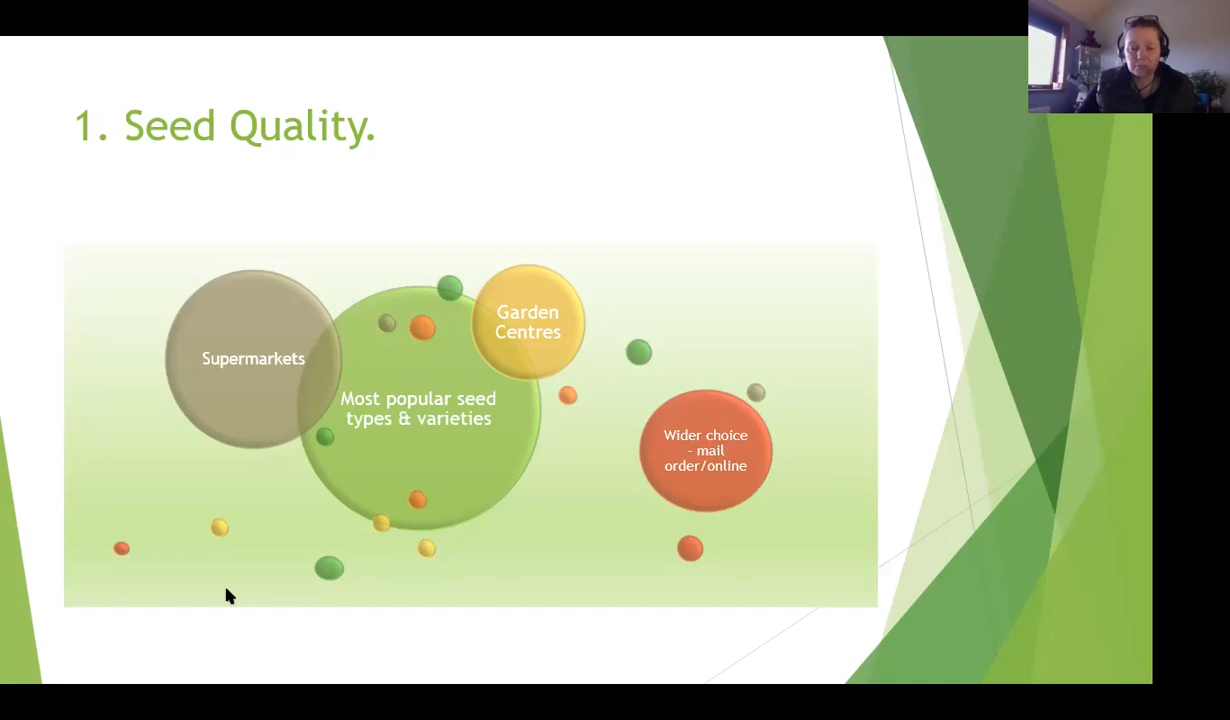 1. Seed Quality.
Supermarkets
Most popular seed
types & varieties
Garden
Centres
Wider choice
- mail
order/online